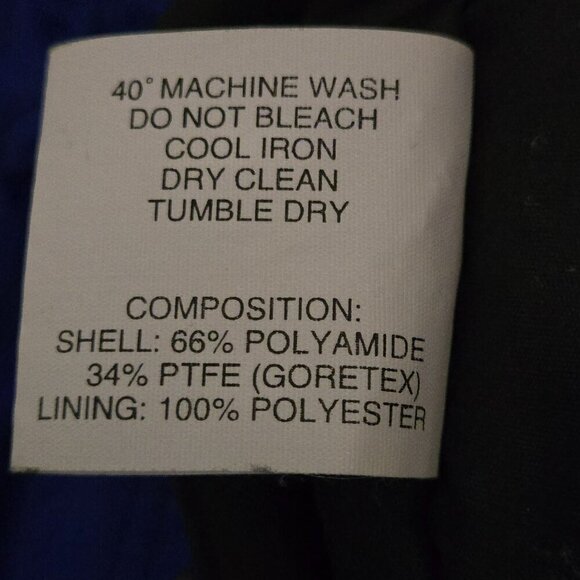 40° MACHINE WASH
DO NOT BLEACH
COOL IRON
DRY CLEAN
TUMBLE DRY
COMPOSITION:
SHELL: 66% POLYAMIDE
34% PTFE (GORETEX)
LINING: 100% POLYESTER